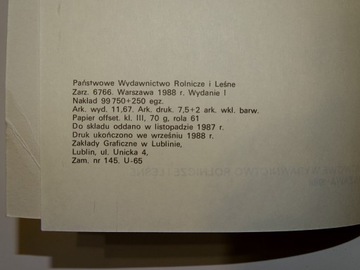 Państwowe Wydawnictwo Rolnicze i Leśne
Zarz. 6766. Warszawa 1988 r. Wydanie I
Nakład 99 750+250 egz.
Ark. wyd. 11,67. Ark. druk. 7,5+2 ark. wkl. barw.
Papier offset. kl. III, 70 g, rola 61
Do składu oddano w listopadzie 1987 r.
Druk ukończono we wrześniu 1988 r.
Zakłady Graficzne w Lublinie,
Lublin, ul. Unicka 4,
Zam. nr 145. U-65